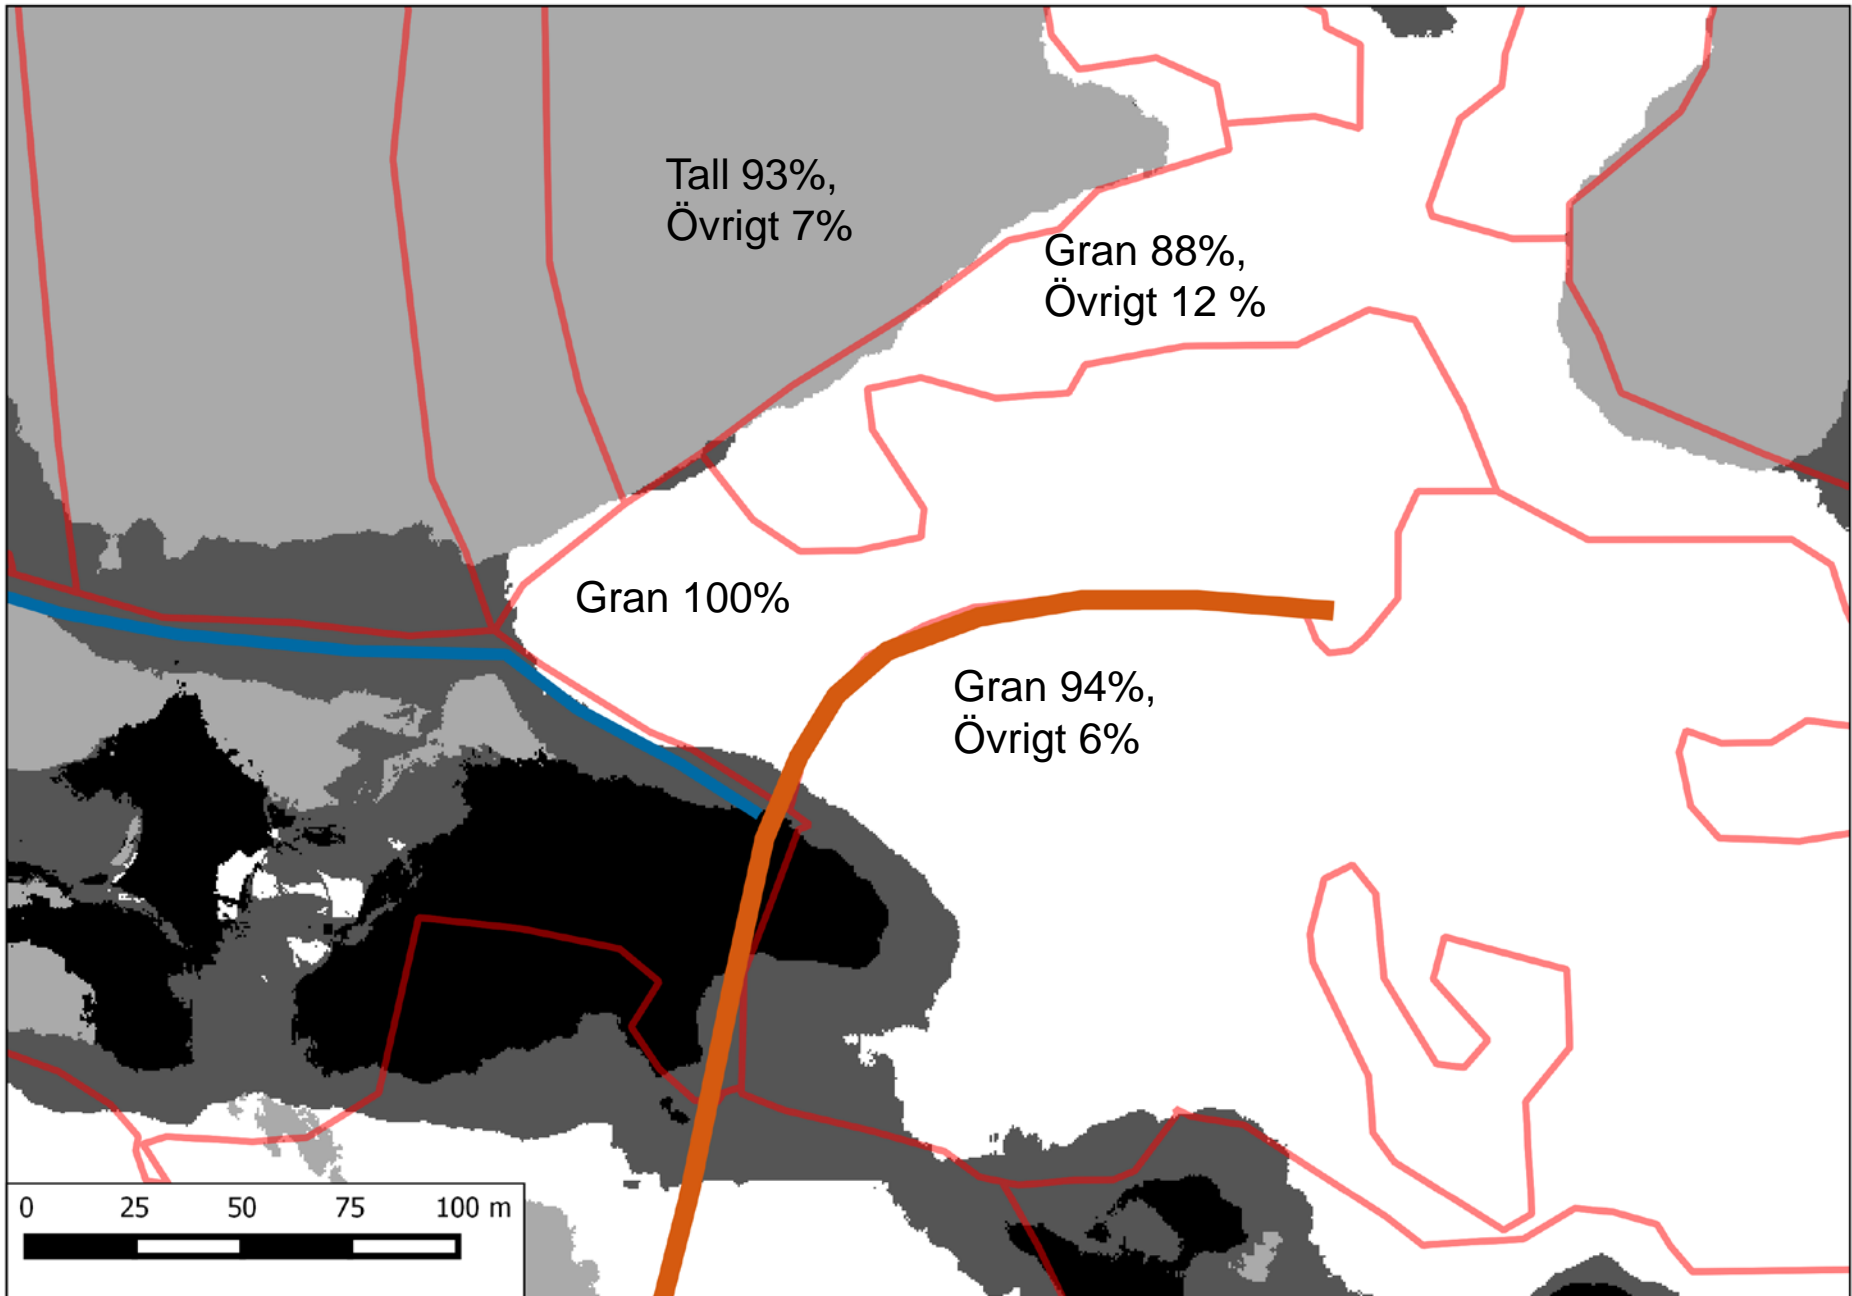 Tall 93%,
Övrigt 7%
Gran 88%,
Övrigt 12 %
Gran 100%
Gran 94%,
Övrigt 6%
0 25 50 75 100 m